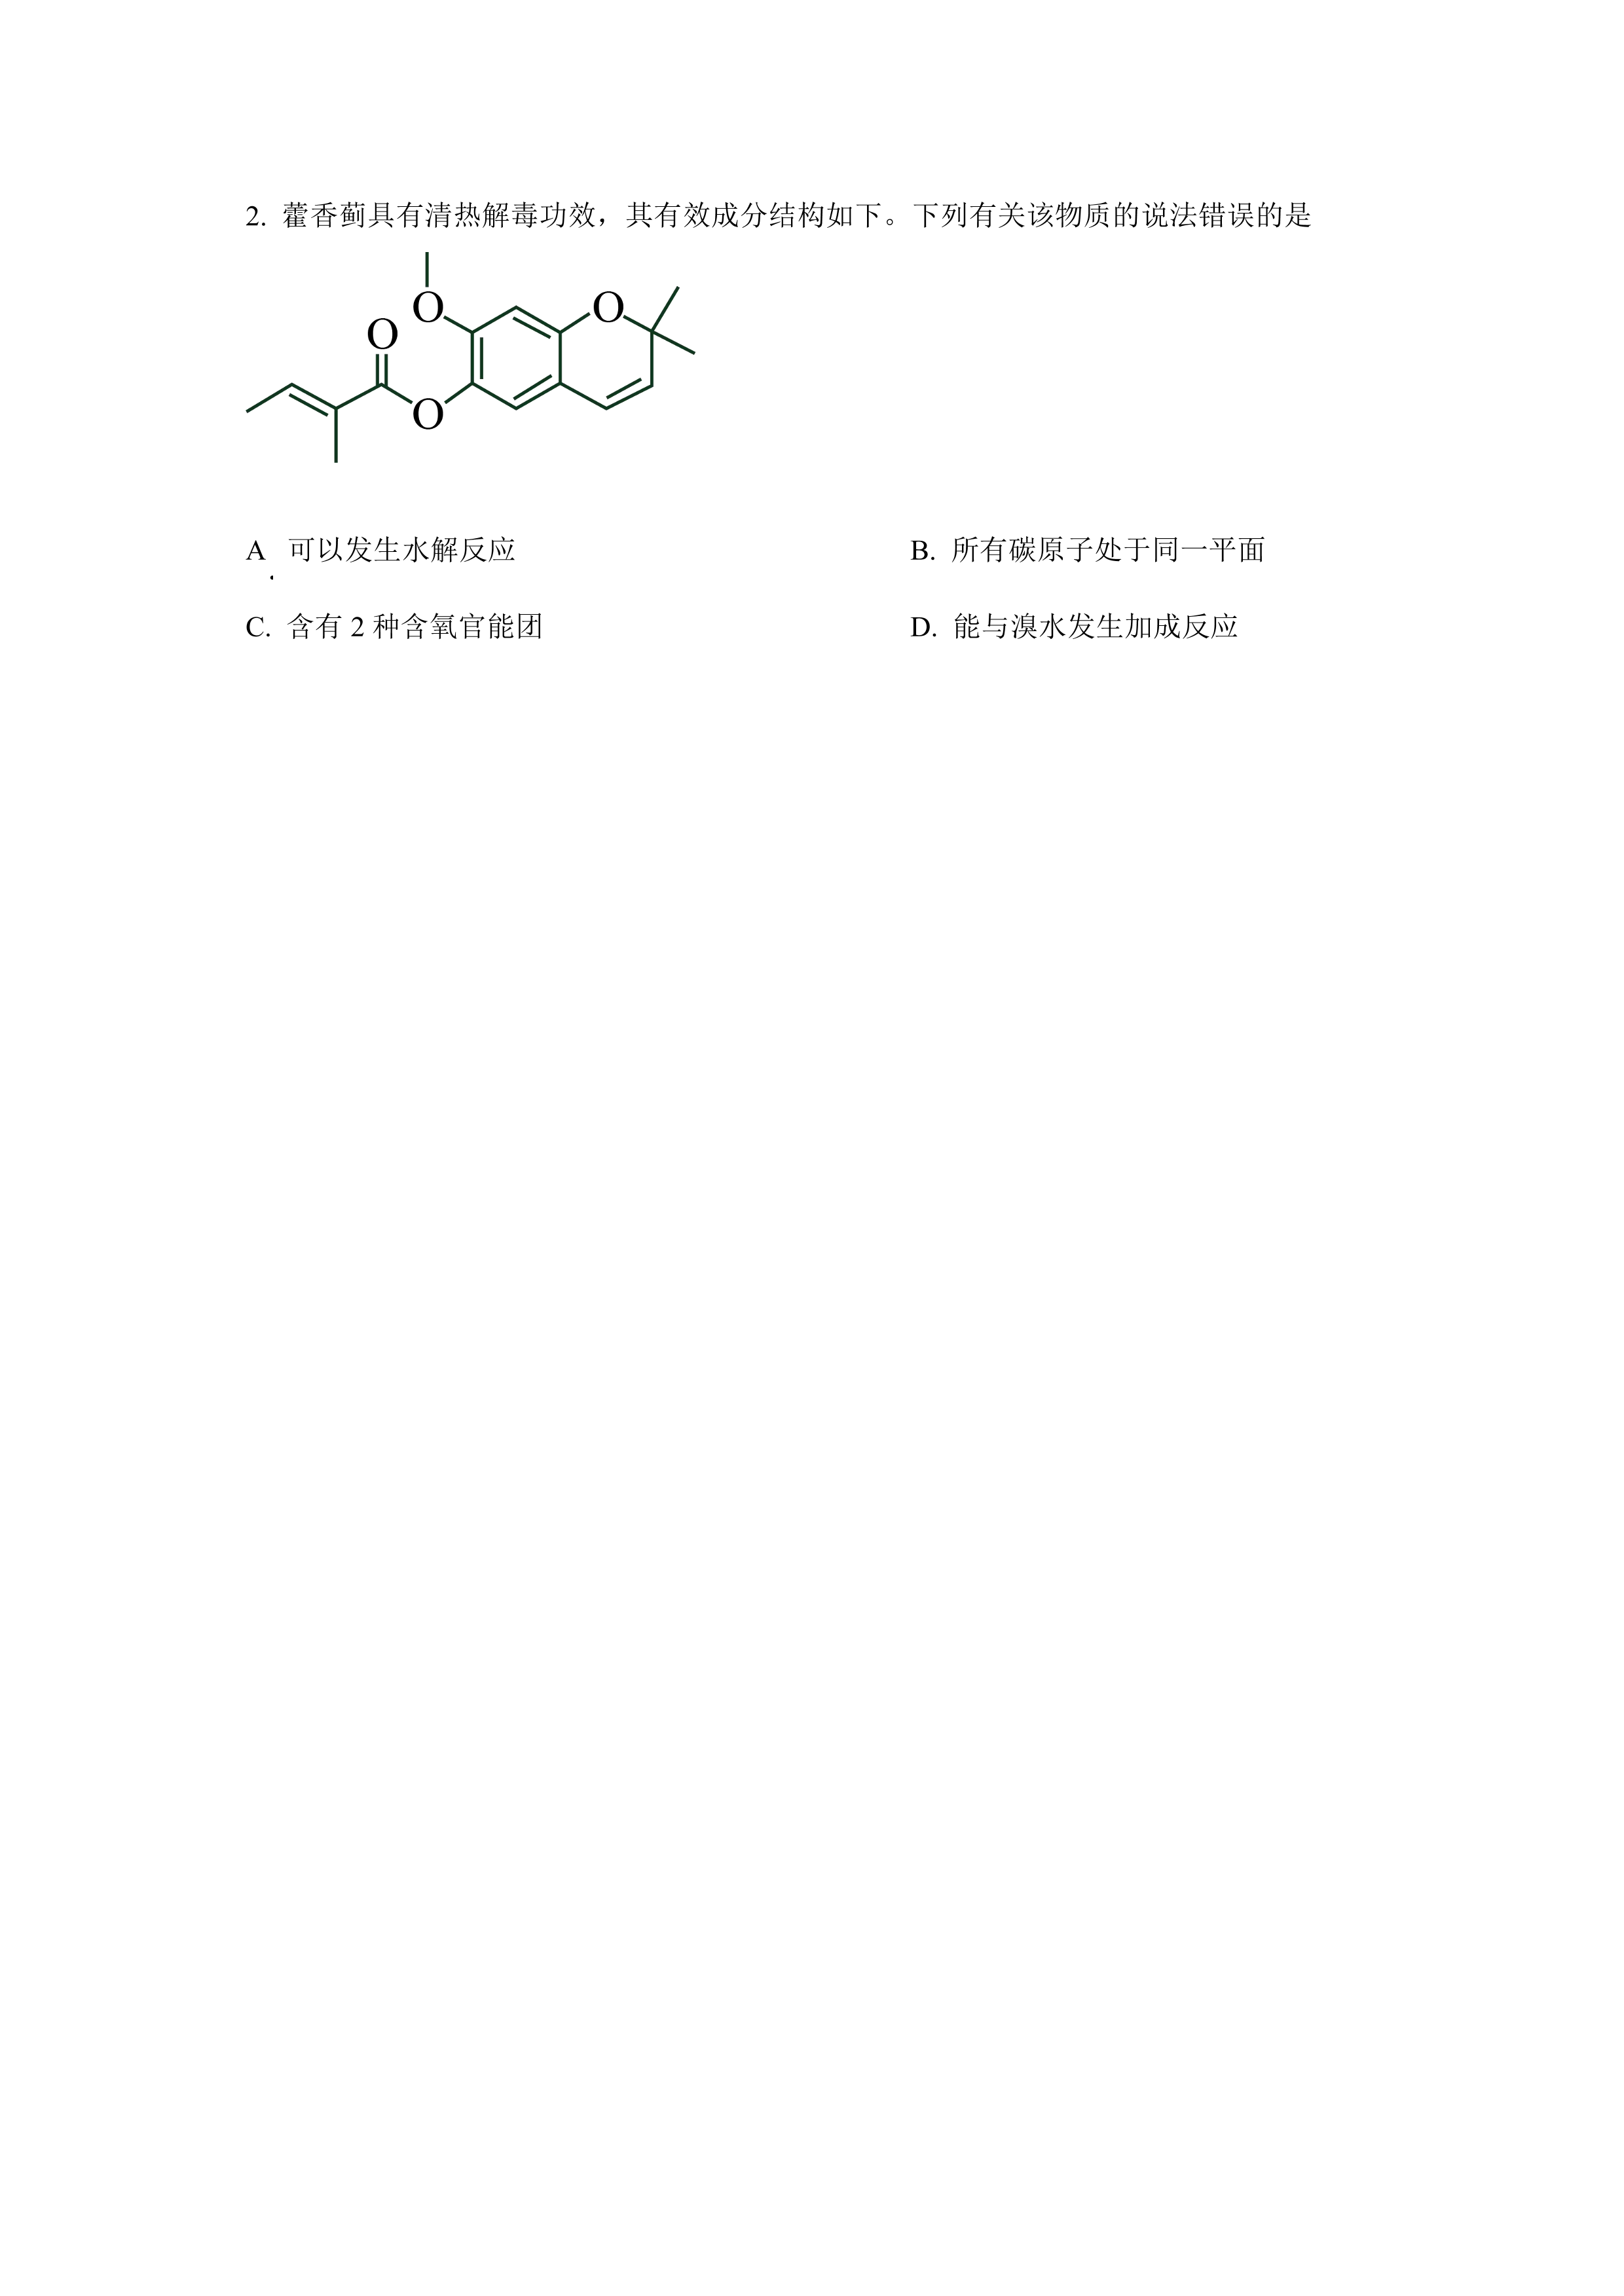 2. 藿香蓟具有清热解毒功效，其有效成分结构如下。下列有关该物质的说法错误的是
O
O
O
O
A. 可以发生水解反应 B. 所有碳原子处于同一平面
C. 含有 2 种含氧官能团 D. 能与溴水发生加成反应